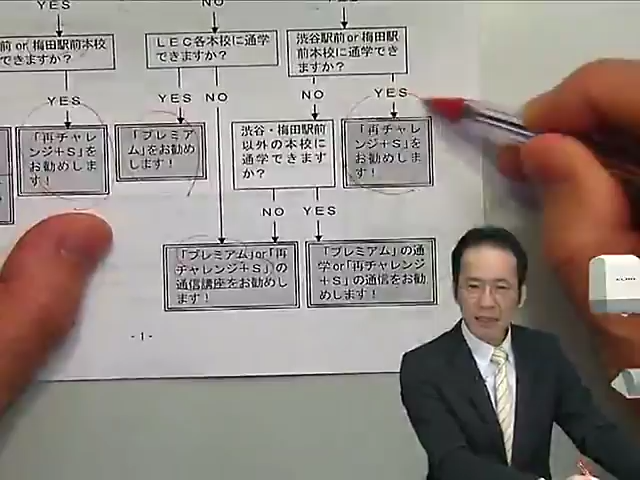 YES
NO
YES
前 or 梅田駅前本校
できますか?
LEC各本校に通学
できますか?
渋谷駅前or梅田駅
前本校に通学でき
ますか?
YES
YES
NO
NO
YES
「再チャレ
ンジ+S」を
お勧めしま
す!
「プレミア
ム」をお勧め
します!
渋谷・梅田駅前
以外の本校に
通学できます
か?
「再チャレ
ンジ+S」を
お勧めしま
す!
NO
YES
「プレミアム」or「再
チャレンジ+S」の
通信講座をお勧めし
ます!
「プレミアム」の通
学or「再チャレンジ
+S」の通信をお勧
めします!
-1-